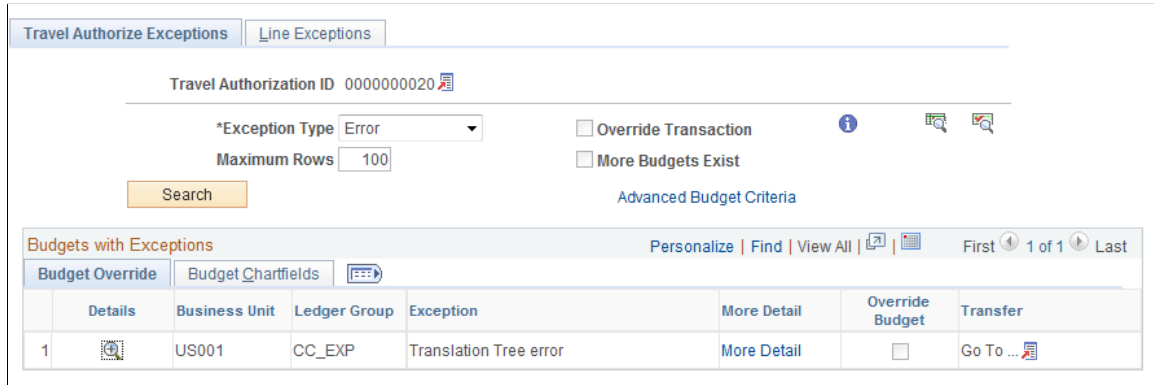 Travel Authorize Exceptions Line Exceptions
Travel Authorization ID 0000000020
*Exception Type Error Override Transaction
Maximum Rows 100 More Budgets Exist
Search Advanced Budget Criteria
Budgets with Exceptions Personalize | Find | View All | | First 1 of 1 Last
Budget Override Budget Chartfields
Details Business Unit Ledger Group Exception More Detail Override Budget Transfer
1 US001 CC_EXP Translation Tree error More Detail Go To ...